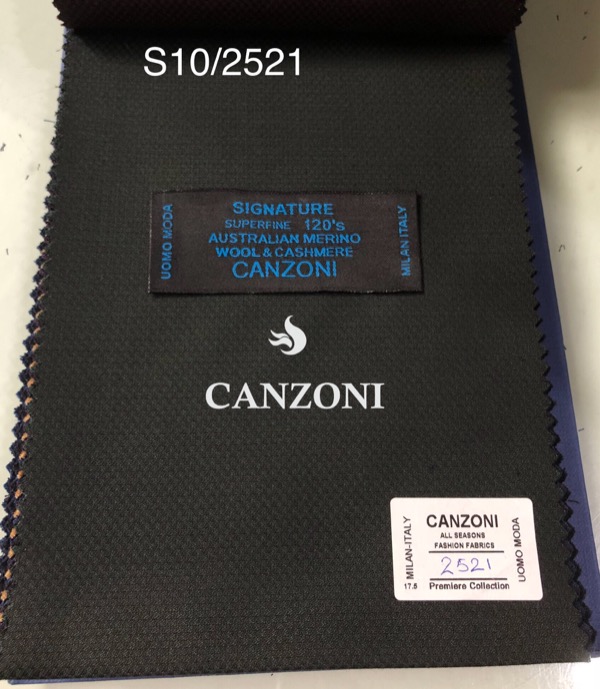 S10/2521
UOMO MODA
SIGNATURE
SUPERFINE 120's
AUSTRALIAN MERINO
WOOL & CASHMERE
CANZONI
MILAN ITALY
CANZONI
MILAN-ITALY
17.5
CANZONI
ALL SEASONS
FASHION FABRICS
2521
Premiere Collection
UOMO MODA